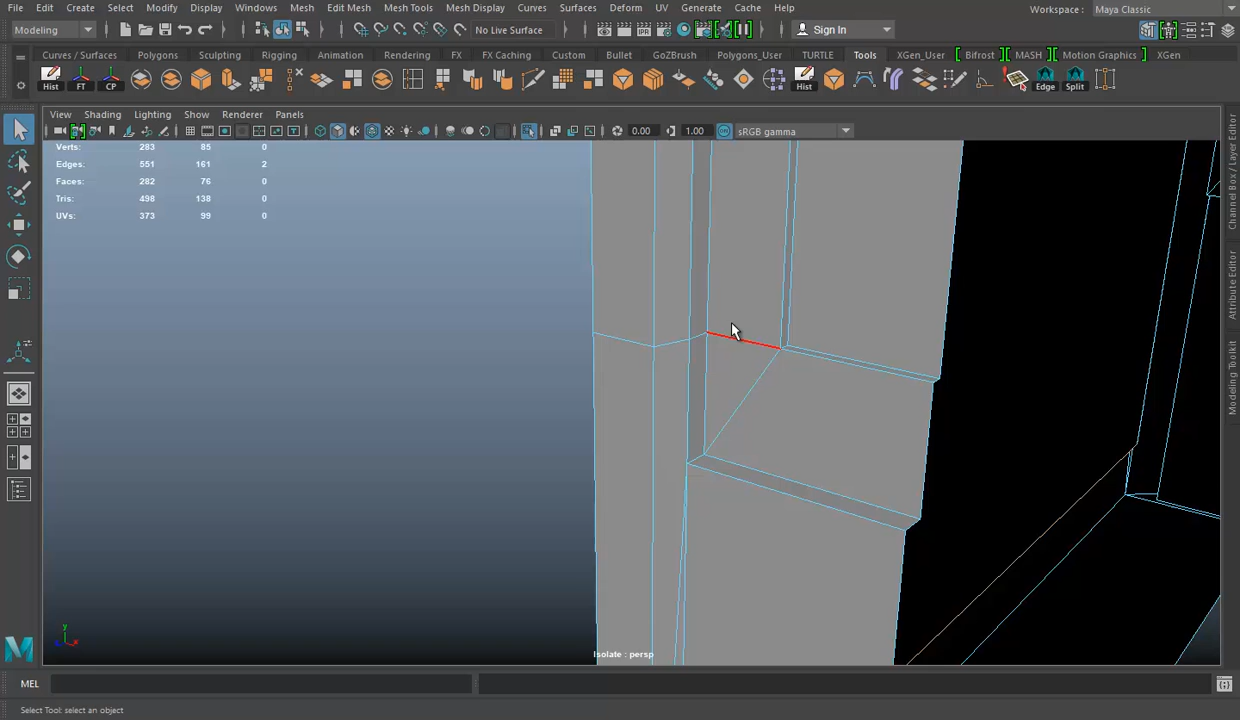 File Edit Create Select Modify Display Windows Mesh Edit Mesh Mesh Tools Mesh Display Curves Surfaces Deform UV Generate Cache Help Workspace : Maya Classic
Modeling No Live Surface IPR Sign In
Curves / Surfaces Polygons Sculpting Rigging Animation Rendering FX FX Caching Custom Bullet GoZBrush Polygons_User TURTLE Tools XGen_User Bifrost MASH Motion Graphics XGen
Hist FT CP Hist Edge Split
View Shading Lighting Show Renderer Panels
0.00 1.00 sRGB gamma
Verts: 283 85 0
Edges: 551 161 2
Faces: 282 76 0
Tris: 498 138 0
UVs: 373 99 0
Channel Box / Layer Editor
Attribute Editor
Modeling Toolkit
y
x
Isolate : persp
MEL
Select Tool: select an object